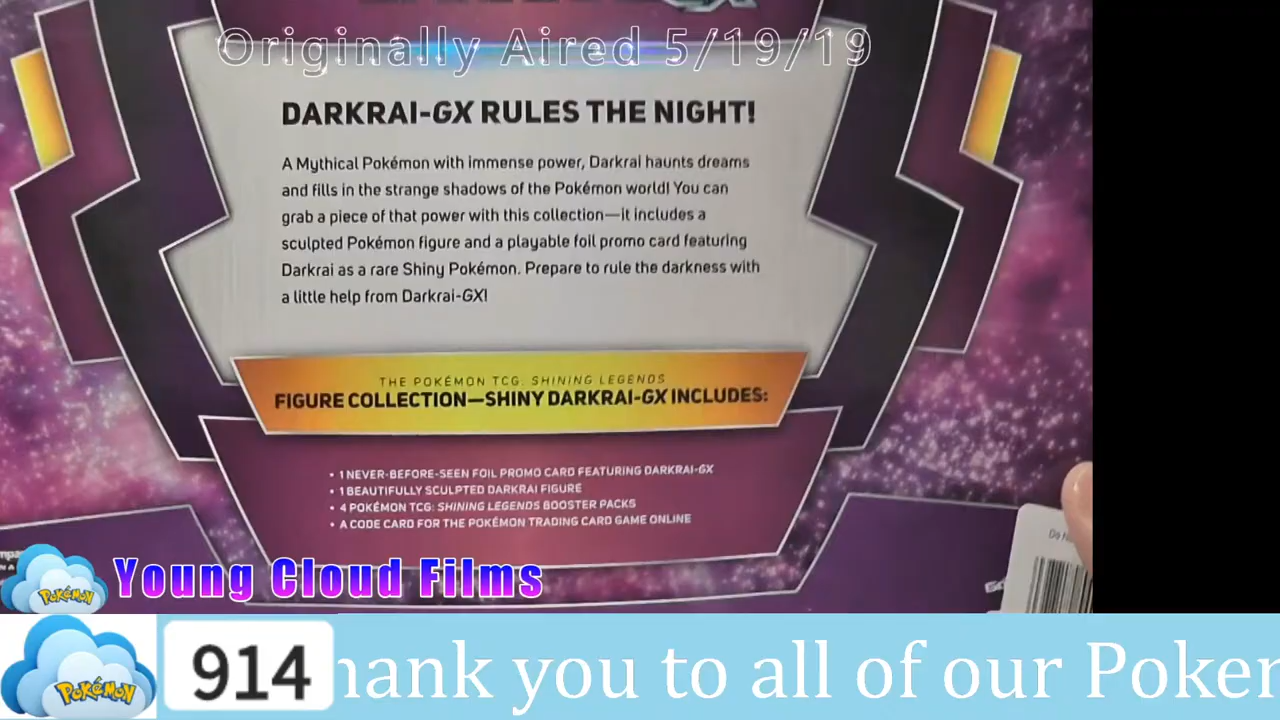 Originally Aired 5/19/19
DARKRAI-GX RULES THE NIGHT!
A Mythical Pokémon with immense power, Darkrai haunts dreams
and fills in the strange shadows of the Pokémon world! You can
grab a piece of that power with this collection—it includes a
sculpted Pokémon figure and a playable foil promo card featuring
Darkrai as a rare Shiny Pokémon. Prepare to rule the darkness with
a little help from Darkrai-GX!
THE POKÉMON TCG: SHINING LEGENDS
FIGURE COLLECTION—SHINY DARKRAI-GX INCLUDES:
• 1 NEVER-BEFORE-SEEN FOIL PROMO CARD FEATURING DARKRAI-GX
• 1 BEAUTIFULLY SCULPTED DARKRAI FIGURE
• 4 POKÉMON TCG: SHINING LEGENDS BOOSTER PACKS
• A CODE CARD FOR THE POKÉMON TRADING CARD GAME ONLINE
Do
POKÉMON
Young Cloud Films
POKÉMON
914
hank you to all of our Poke